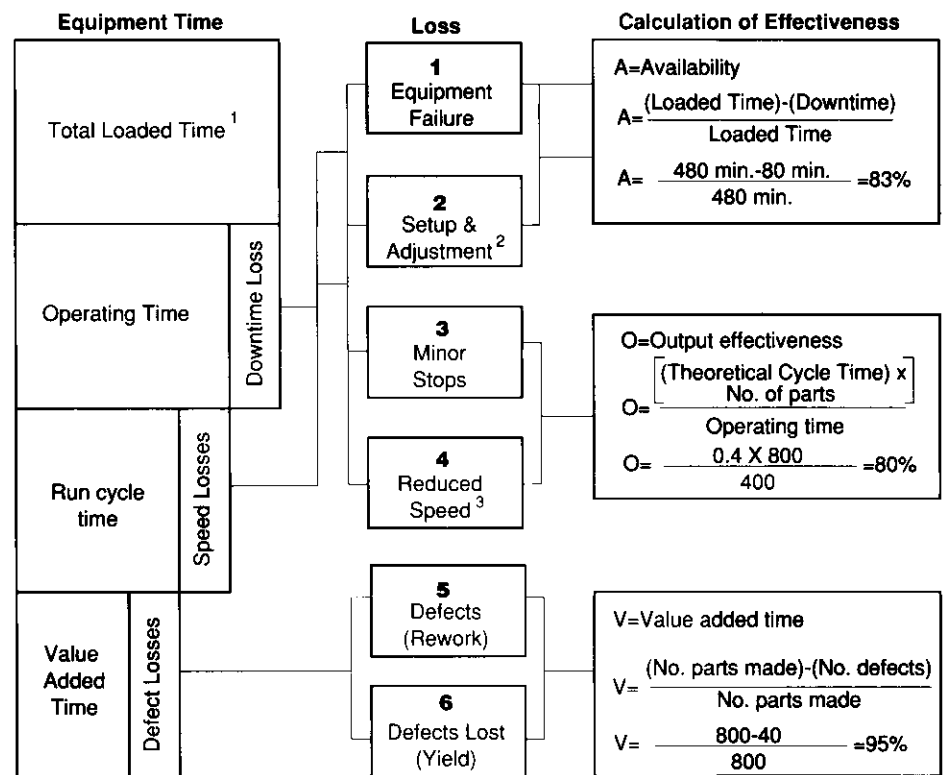 Equipment Time
Total Loaded Time 1
Operating Time
Downtime Loss
Run cycle
time
Speed Losses
Value
Added
Time
Defect Losses
Loss
1
Equipment
Failure
2
Setup &
Adjustment 2
3
Minor
Stops
4
Reduced
Speed 3
5
Defects
(Rework)
6
Defects Lost
(Yield)
Calculation of Effectiveness
A=Availability
A= (Loaded Time)-(Downtime)
Loaded Time
A= 480 min.-80 min. =83%
480 min.
O=Output effectiveness
[(Theoretical Cycle Time) x
No. of parts]
O=
Operating time
O= 0.4 X 800 =80%
400
V=Value added time
V= (No. parts made)-(No. defects)
No. parts made
V= 800-40 =95%
800